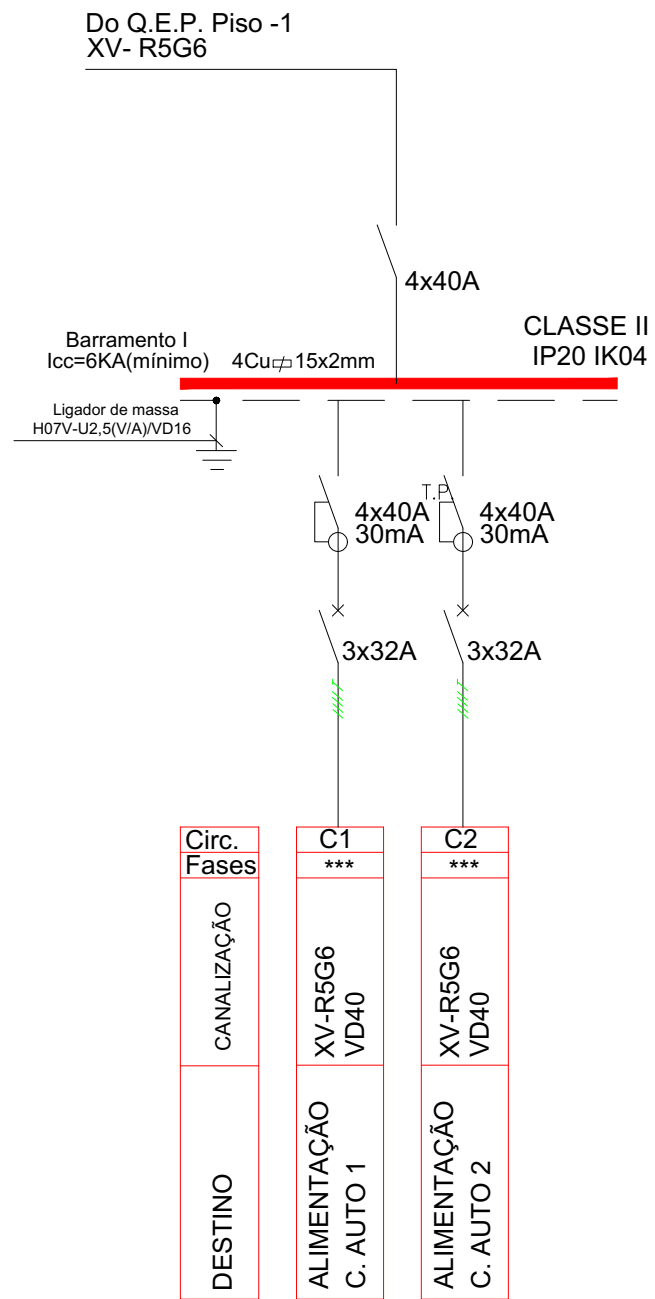 Do Q.E.P. Piso -1
XV- R5G6
4x40A
CLASSE II
IP20 IK04
Barramento I
Icc=6KA(mínimo)
4Cu 15x2mm
Ligador de massa
H07V-U2,5(V/A)/VD16
4x40A
30mA
T.P.
4x40A
30mA
3x32A
3x32A
Circ.
C1
C2
Fases
***
***
CANALIZAÇÃO
XV-R5G6
VD40
XV-R5G6
VD40
DESTINO
ALIMENTAÇÃO
C. AUTO 1
ALIMENTAÇÃO
C. AUTO 2